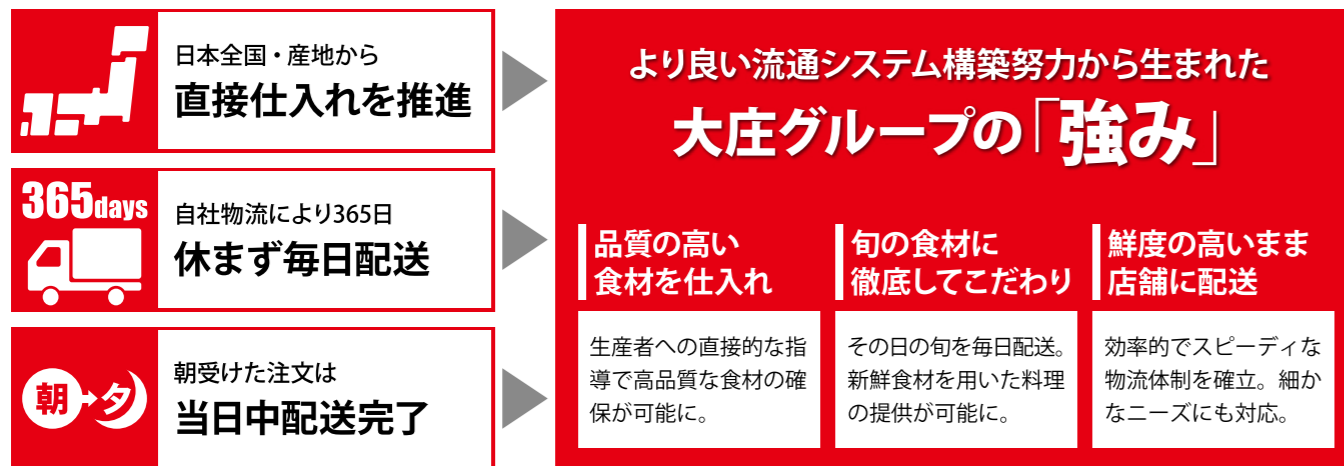 日本全国・産地から
直接仕入れを推進
365days
自社物流により365日
休まず毎日配送
朝 夕
朝受けた注文は
当日中配送完了
より良い流通システム構築努力から生まれた
大庄グループの「強み」
品質の高い
食材を仕入れ
生産者への直接的な指
導で高品質な食材の確
保が可能に。
旬の食材に
徹底してこだわり
その日の旬を毎日配送。
新鮮食材を用いた料理
の提供が可能に。
鮮度の高いまま
店舗に配送
効率的でスピーディな
物流体制を確立。細か
なニーズにも対応。